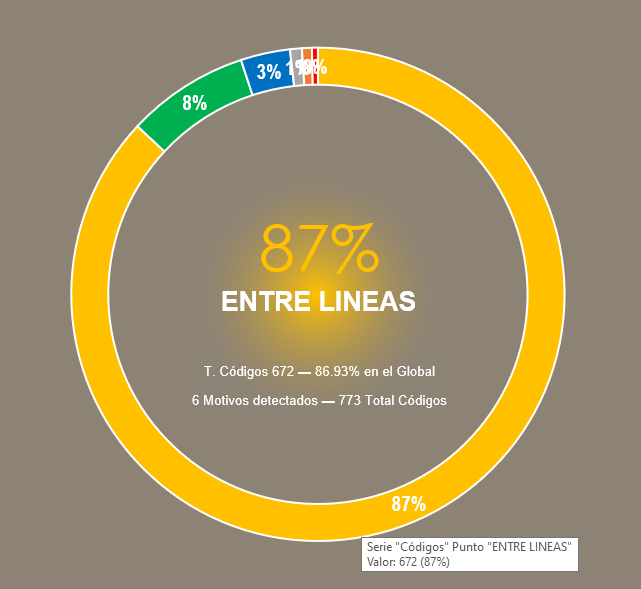 8%
3%
87%
ENTRE LINEAS
T. Códigos 672 — 86.93% en el Global
6 Motivos detectados — 773 Total Códigos
87%
Serie "Códigos" Punto "ENTRE LINEAS"
Valor: 672 (87%)